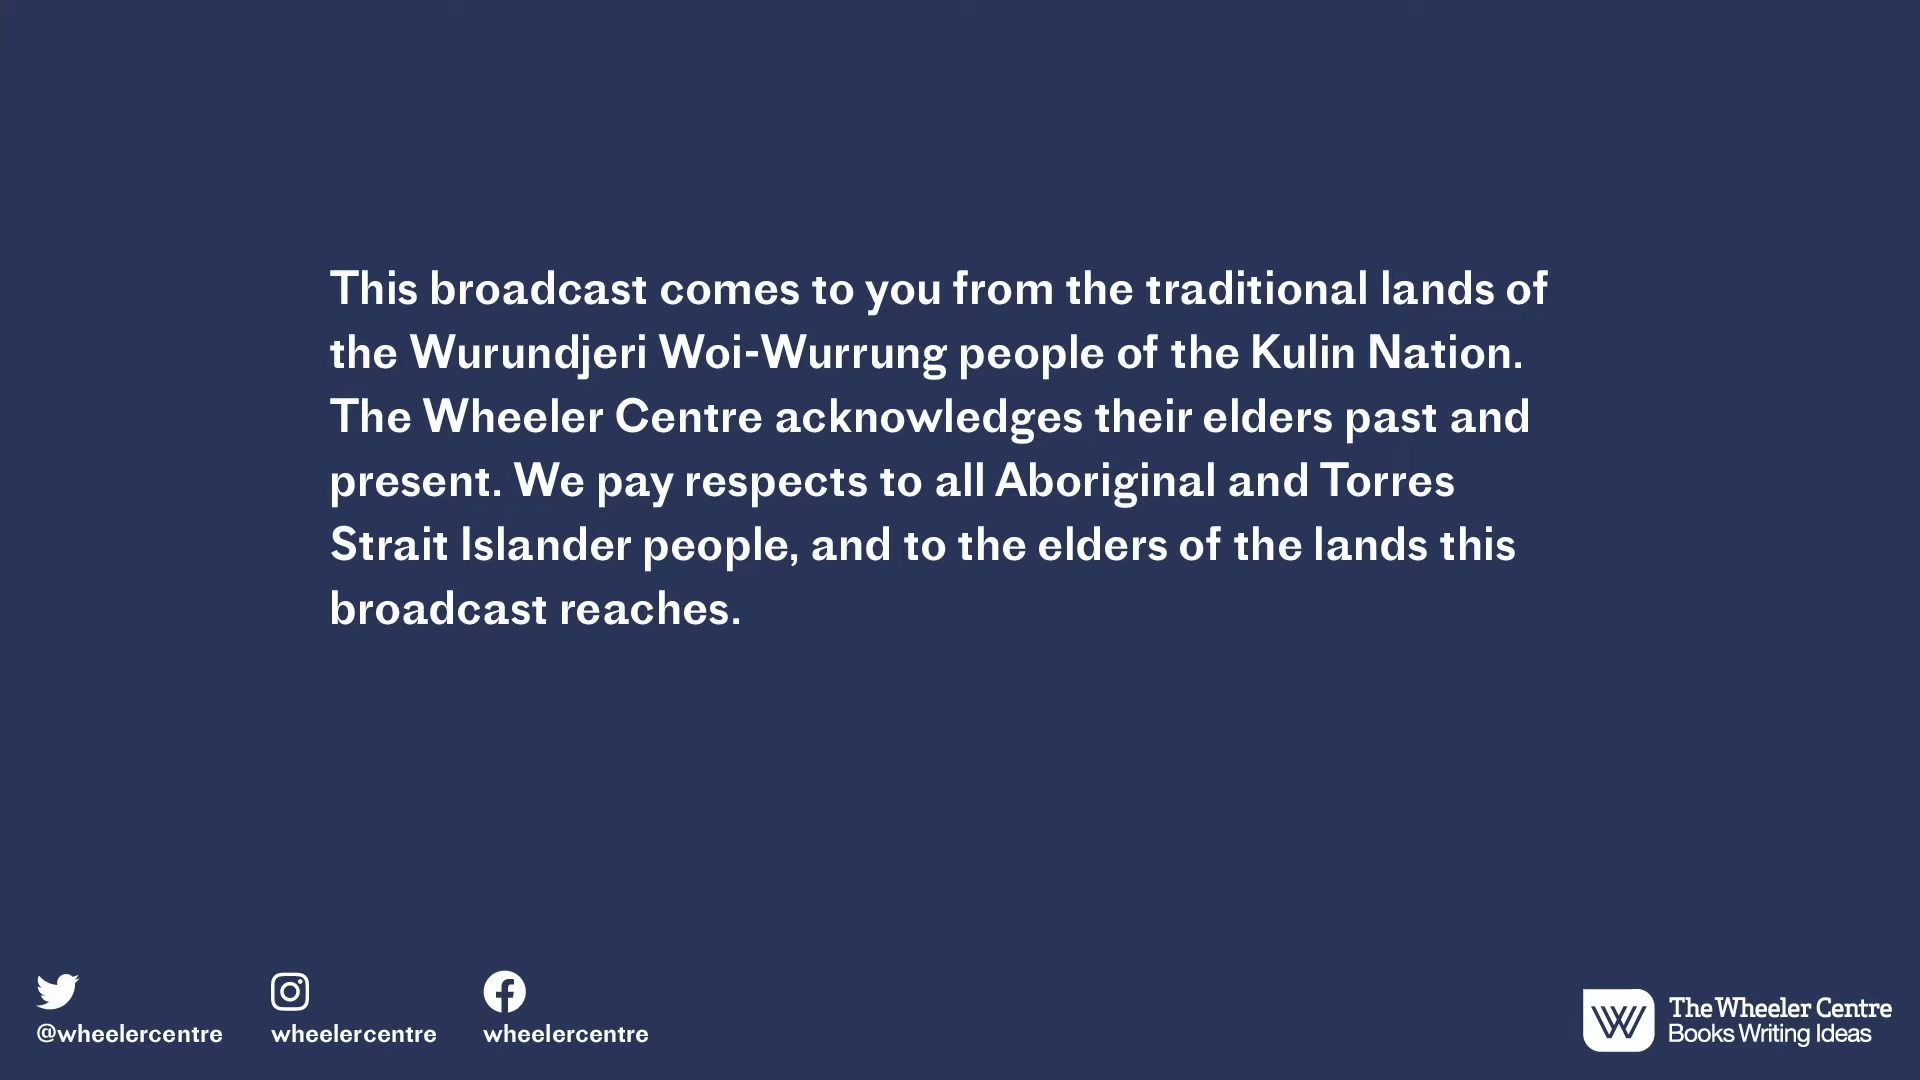 This broadcast comes to you from the traditional lands of
the Wurundjeri Woi-Wurrung people of the Kulin Nation.
The Wheeler Centre acknowledges their elders past and
present. We pay respects to all Aboriginal and Torres
Strait Islander people, and to the elders of the lands this
broadcast reaches.
@wheelercentre
wheelercentre
wheelercentre
The Wheeler Centre
Books Writing Ideas